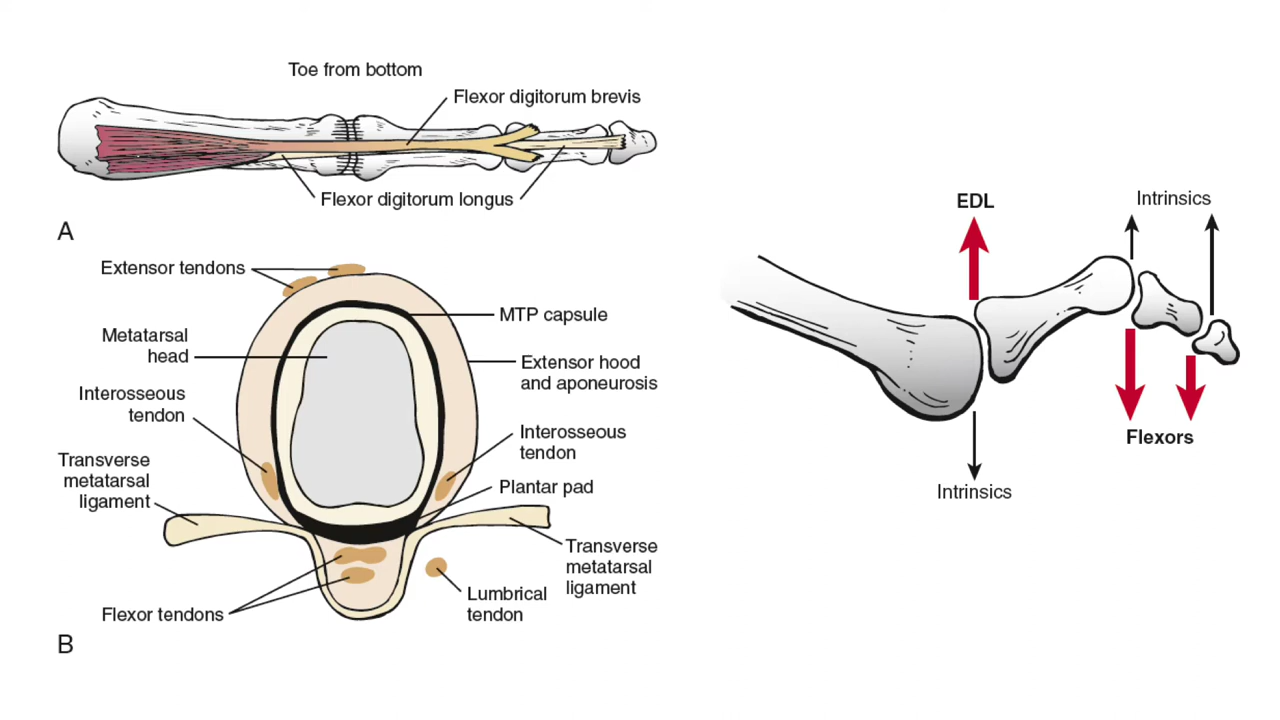 Toe from bottom
Flexor digitorum brevis
Flexor digitorum longus
A
Extensor tendons
MTP capsule
Metatarsal
head
Extensor hood
and aponeurosis
Interosseous
tendon
Interosseous
tendon
Transverse
metatarsal
ligament
Plantar pad
Transverse
metatarsal
ligament
Lumbrical
tendon
Flexor tendons
B
EDL
Intrinsics
Flexors
Intrinsics